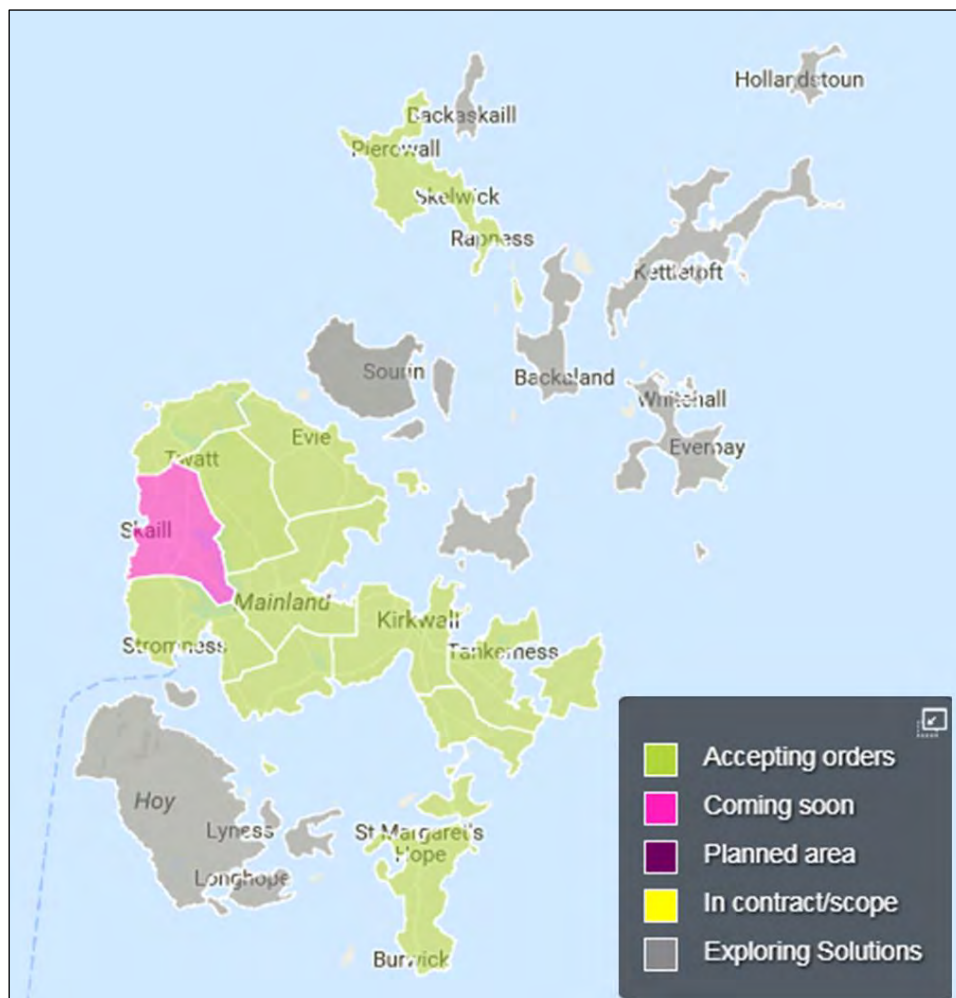 Hollandstoun
Backaskaill
Pierowall
Skelwick
Rapness
Kettletoft
Sourin
Backaland
Whitehall
Everbay
Evie
Twatt
Skaill
Mainland
Kirkwall
Stromness
Tankerness
Hoy
Lyness
Longhope
St Margaret's
Hope
Burwick
Accepting orders
Coming soon
Planned area
In contract/scope
Exploring Solutions